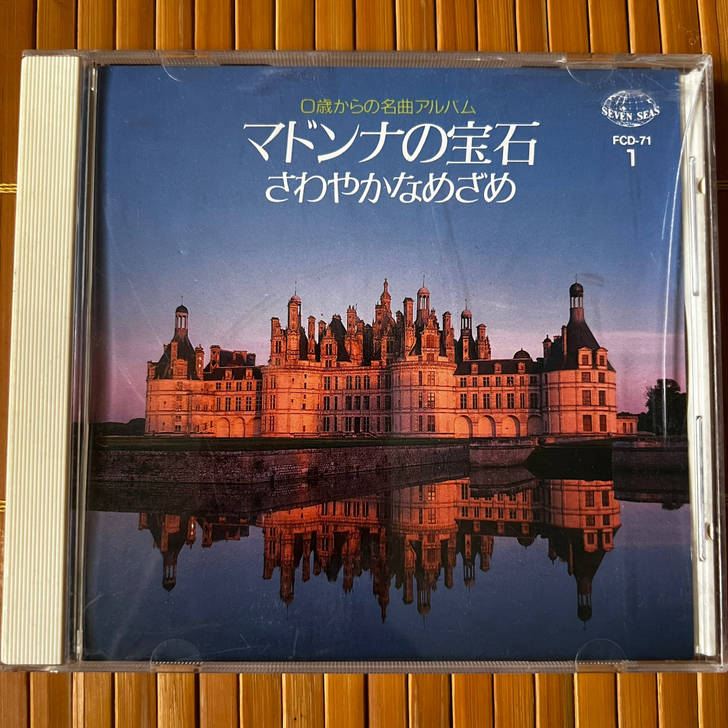 0歳からの名曲アルバム
マドンナの宝石
さわやかなめざめ
SEVEN SEAS
FCD-71
1